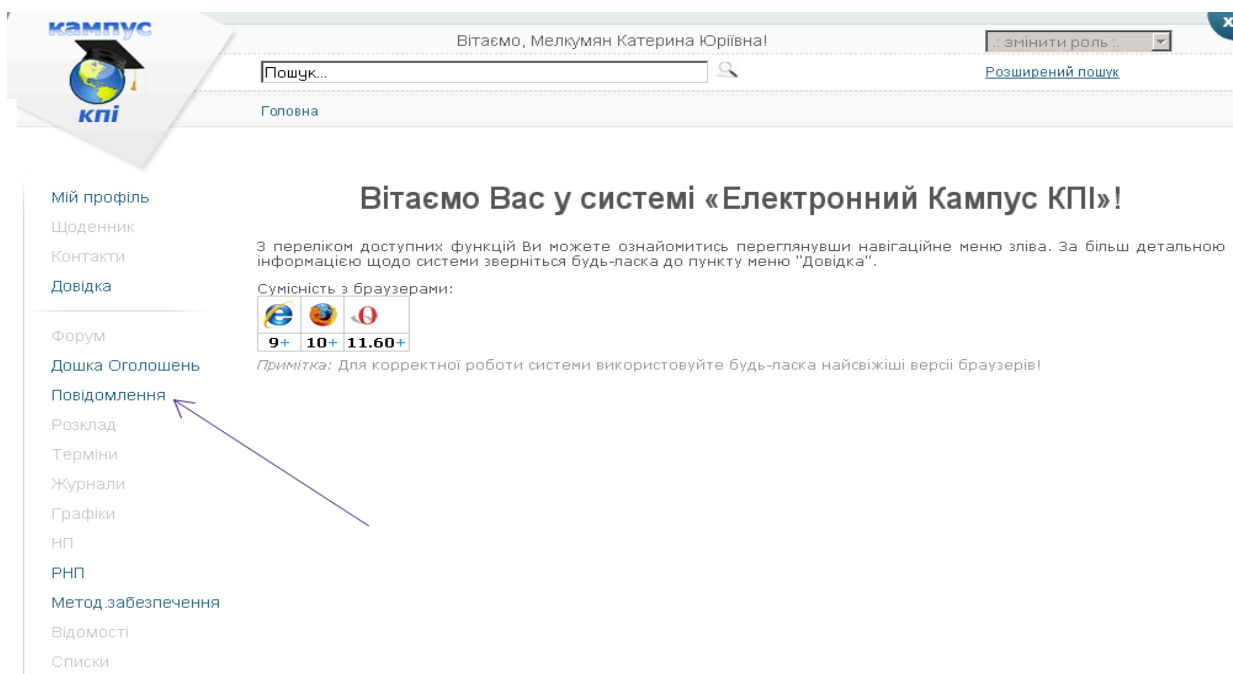 кампус
кпі
Вітаємо, Мелкумян Катерина Юріївна!
.: змінити роль :.
x
Пошук...
Розширений пошук
Головна
Мій профіль
Щоденник
Контакти
Довідка
Форум
Дошка Оголошень
Повідомлення
Розклад
Терміни
Журнали
Графіки
НП
РНП
Метод.забезпечення
Відомості
Списки
Вітаємо Вас у системі «Електронний Кампус КПІ»!
З переліком доступних функцій Ви можете ознайомитись переглянувши навігаційне меню зліва. За більш детальною
інформацією щодо системи зверніться будь-ласка до пункту меню "Довідка".
Сумісність з браузерами:
9+ 10+ 11.60+
Примітка: Для корректної роботи системи використовуйте будь-ласка найсвіжіші версії браузерів!